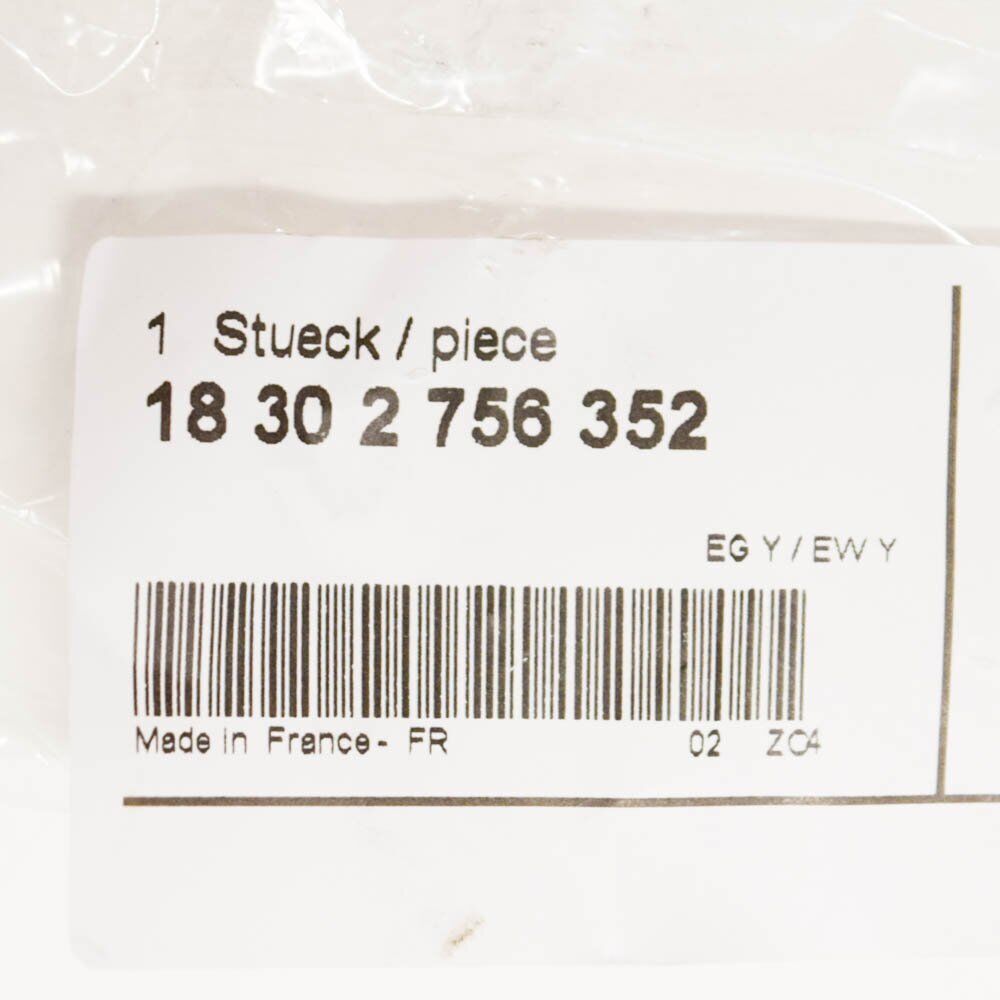 1 Stueck / piece
18 30 2 756 352
EG Y / EW Y
Made in France - FR 02 ZC4